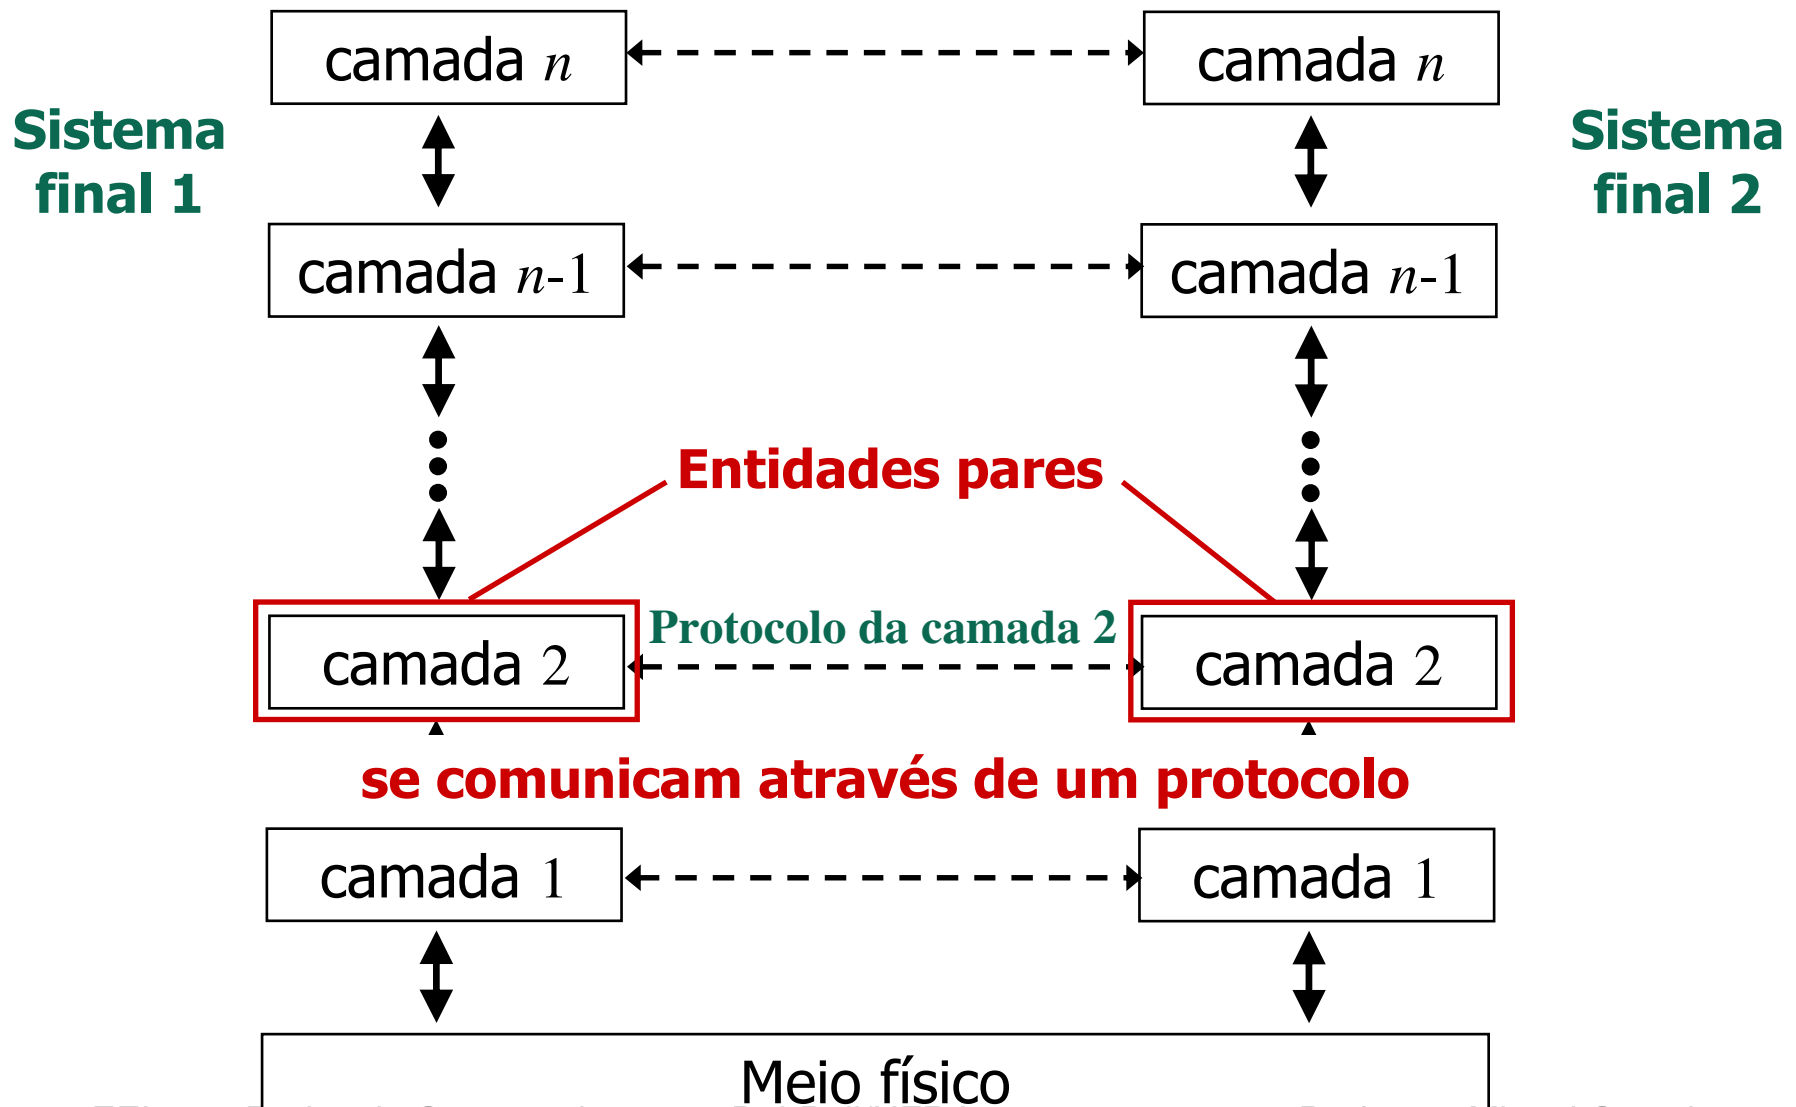 camada n
camada n
Sistema
final 1
Sistema
final 2
camada n-1
camada n-1
Entidades pares
Protocolo da camada 2
camada 2
camada 2
se comunicam através de um protocolo
camada 1
camada 1
Meio físico